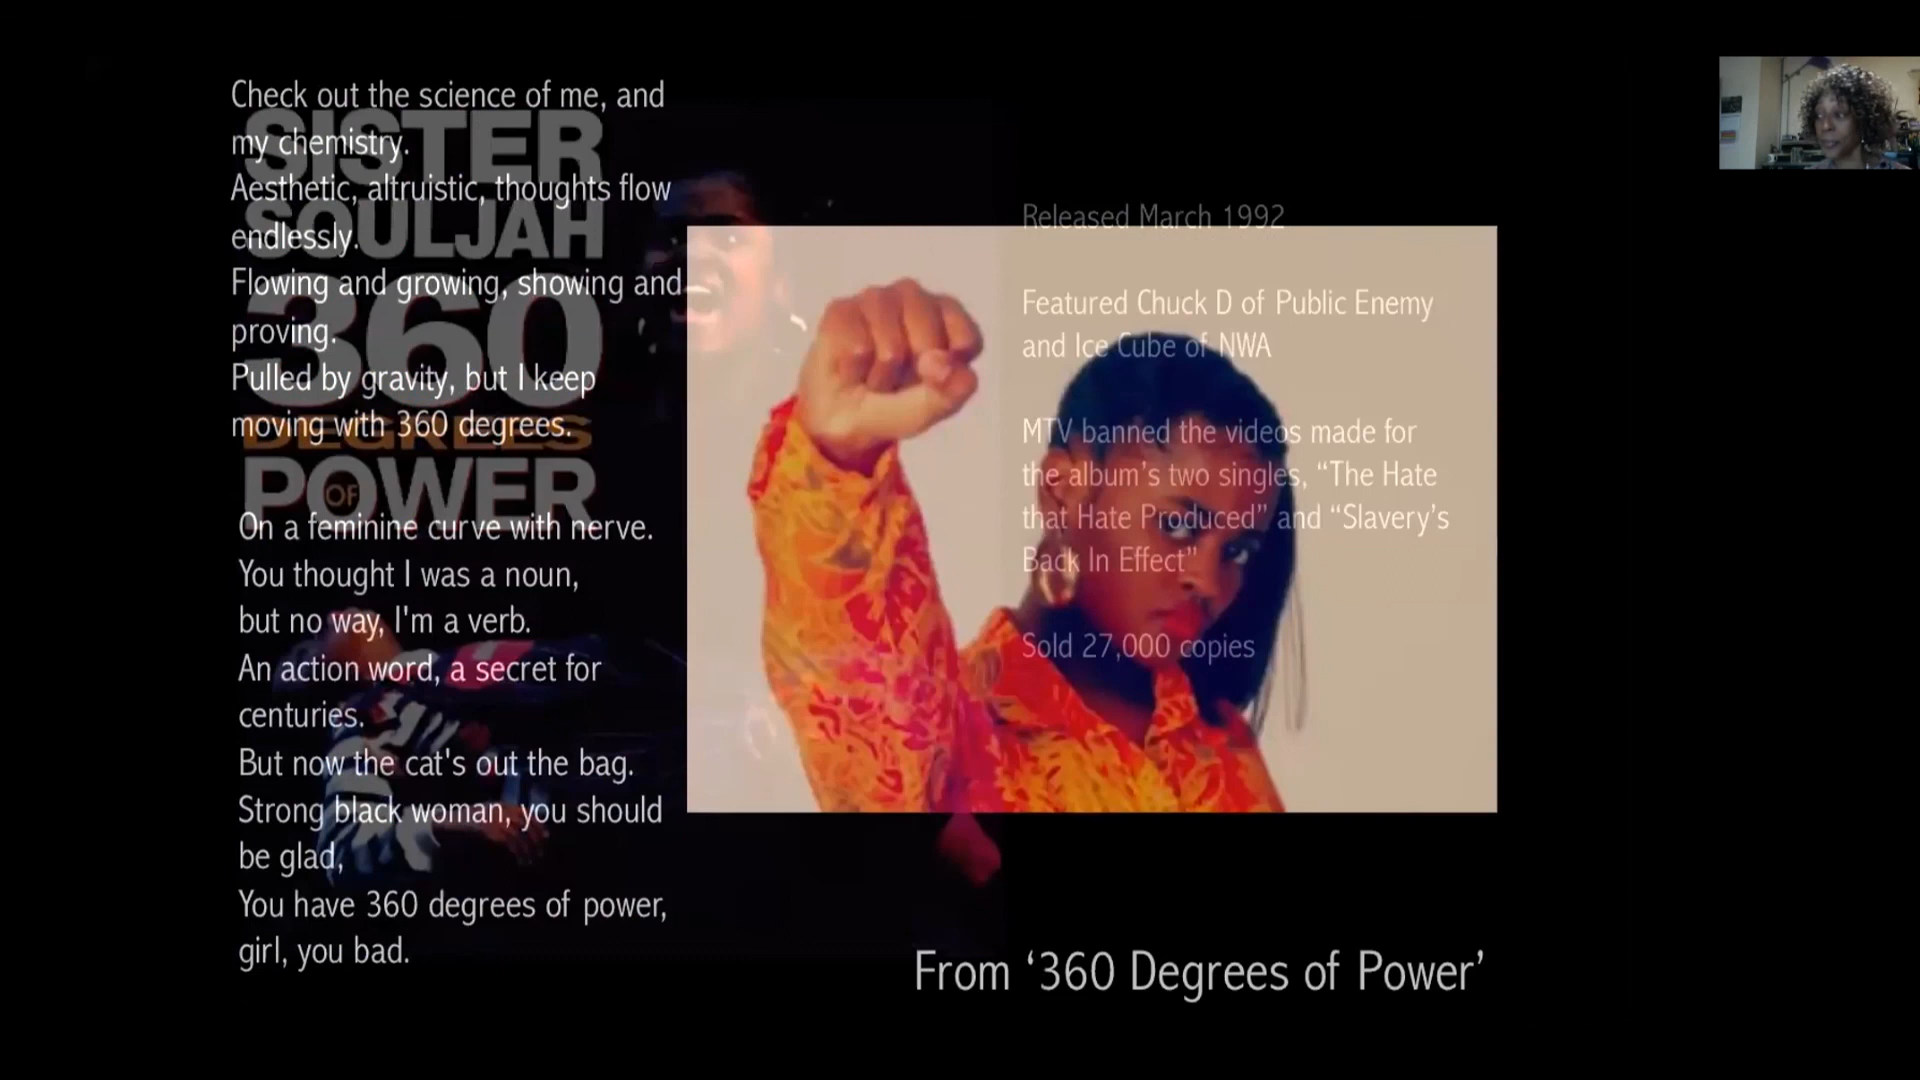 Check out the science of me, and
my chemistry.
Aesthetic, altruistic, thoughts flow
endlessly.
Flowing and growing, showing and
proving.
Pulled by gravity, but I keep
moving with 360 degrees.
On a feminine curve with nerve.
You thought I was a noun,
but no way, I'm a verb.
An action word, a secret for
centuries.
But now the cat's out the bag.
Strong black woman, you should
be glad,
You have 360 degrees of power,
girl, you bad.
SISTER
SOULJAH
360
DEGREES
OF
POWER
Released March 1992
Featured Chuck D of Public Enemy
and Ice Cube of NWA
MTV banned the videos made for
the album’s two singles, “The Hate
that Hate Produced” and “Slavery’s
Back In Effect”
Sold 27,000 copies
From ‘360 Degrees of Power’